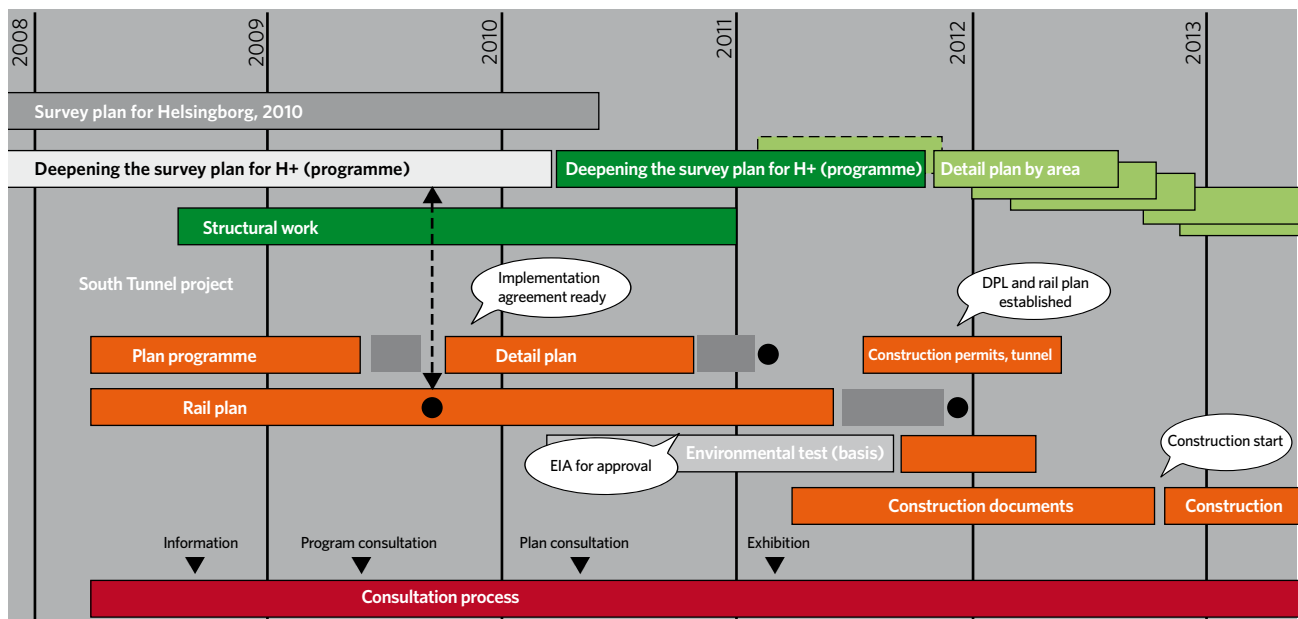 2008
2009
2010
2011
2012
2013
Survey plan for Helsingborg, 2010
Deepening the survey plan for H+ (programme)
Deepening the survey plan for H+ (programme)
Detail plan by area
Structural work
South Tunnel project
Implementation
agreement ready
DPL and rail plan
established
Plan programme
Detail plan
Construction permits, tunnel
Rail plan
EIA for approval
Environmental test (basis)
Construction start
Construction documents
Construction
Information
Program consultation
Plan consultation
Exhibition
Consultation process